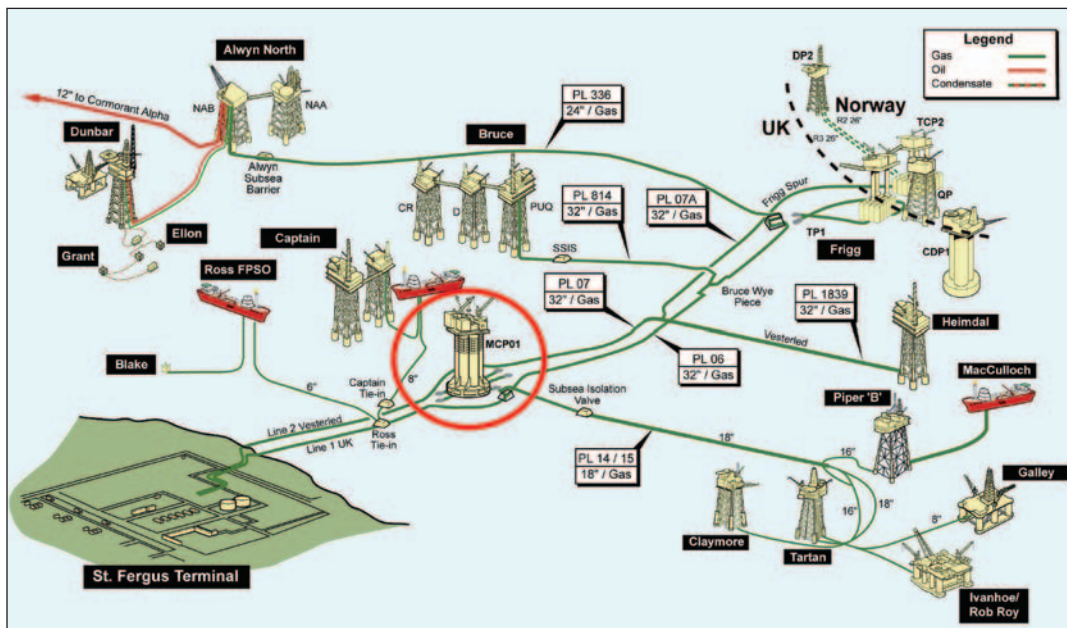 Alwyn North
NAB
NAA
12" to Cormorant Alpha
Dunbar
Alwyn
Subsea
Barrier
Grant
Ellon
PL 336
24" / Gas
Bruce
CR
D
PUQ
PL 814
32" / Gas
SSIS
PL 07A
32" / Gas
Legend
Gas
Oil
Condensate
DP2
Norway
UK
R2 26"
R3 26"
TCP2
QP
Frigg Spur
TP1
Frigg
CDP1
Captain
Ross FPSO
Blake
6"
8"
MCP01
Captain
Tie-in
Ross
Tie-in
Line 2 Vesterled
Line 1 UK
PL 07
32" / Gas
Bruce Wye
Piece
PL 06
32" / Gas
PL 1839
32" / Gas
Vesterled
Heimdal
Subsea Isolation
Valve
PL 14 / 15
18" / Gas
18"
Piper 'B'
MacCulloch
16"
18"
16"
8"
Galley
Claymore
Tartan
Ivanhoe/
Rob Roy
St. Fergus Terminal